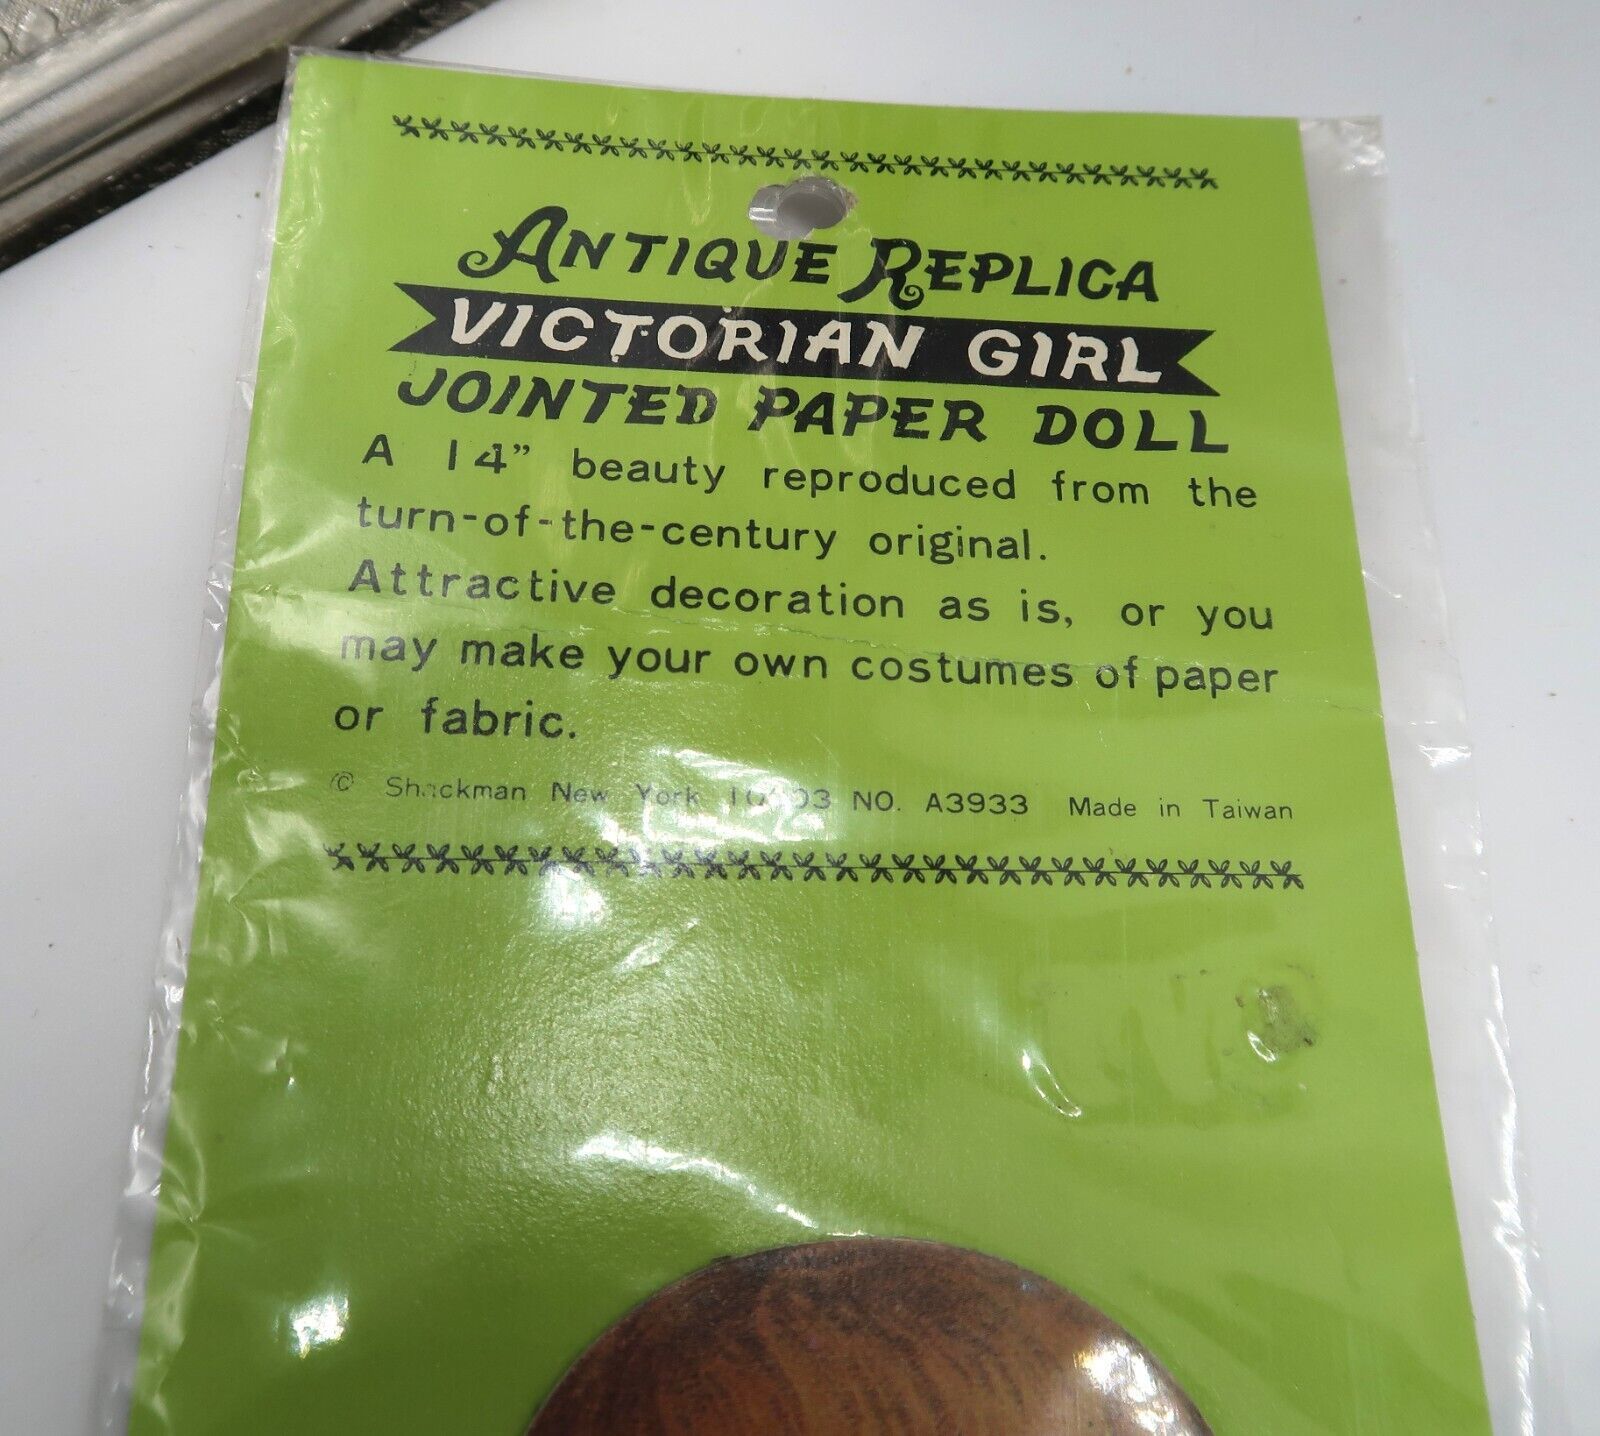 ANTIQUE REPLICA
VICTORIAN GIRL
JOINTED PAPER DOLL
A 14" beauty reproduced from the
turn-of-the-century original.
Attractive decoration as is, or you
may make your own costumes of paper
or fabric.
© Shackman New York 10003 NO. A3933 Made in Taiwan